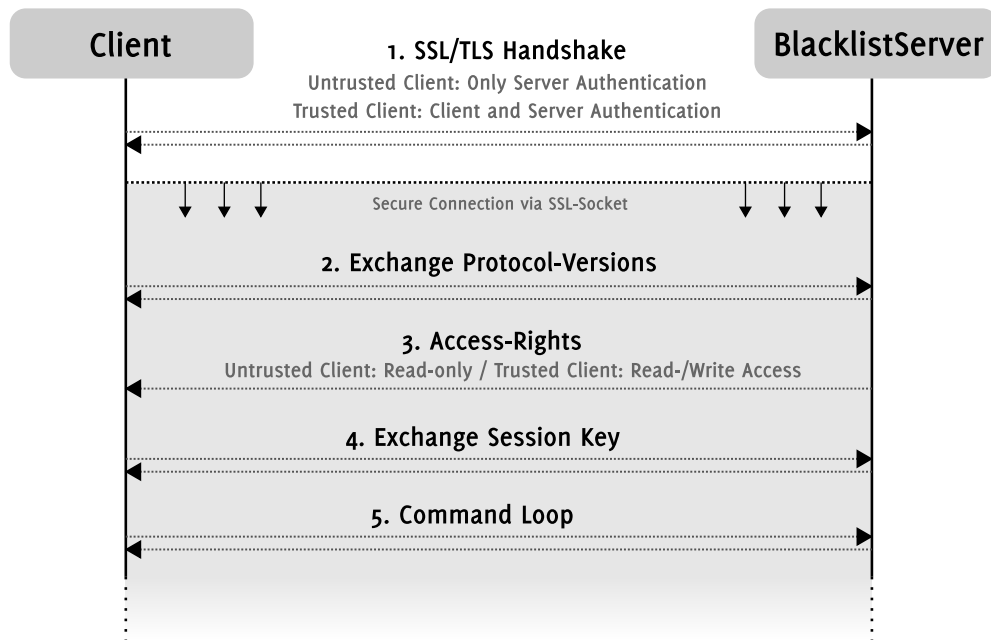 Client
BlacklistServer
1. SSL/TLS Handshake
Untrusted Client: Only Server Authentication
Trusted Client: Client and Server Authentication
Secure Connection via SSL-Socket
2. Exchange Protocol-Versions
3. Access-Rights
Untrusted Client: Read-only / Trusted Client: Read-/Write Access
4. Exchange Session Key
5. Command Loop